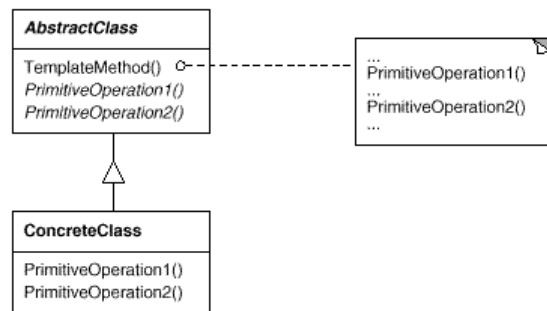 AbstractClass
TemplateMethod()
PrimitiveOperation1()
PrimitiveOperation2()
...
PrimitiveOperation1()
...
PrimitiveOperation2()
...
ConcreteClass
PrimitiveOperation1()
PrimitiveOperation2()